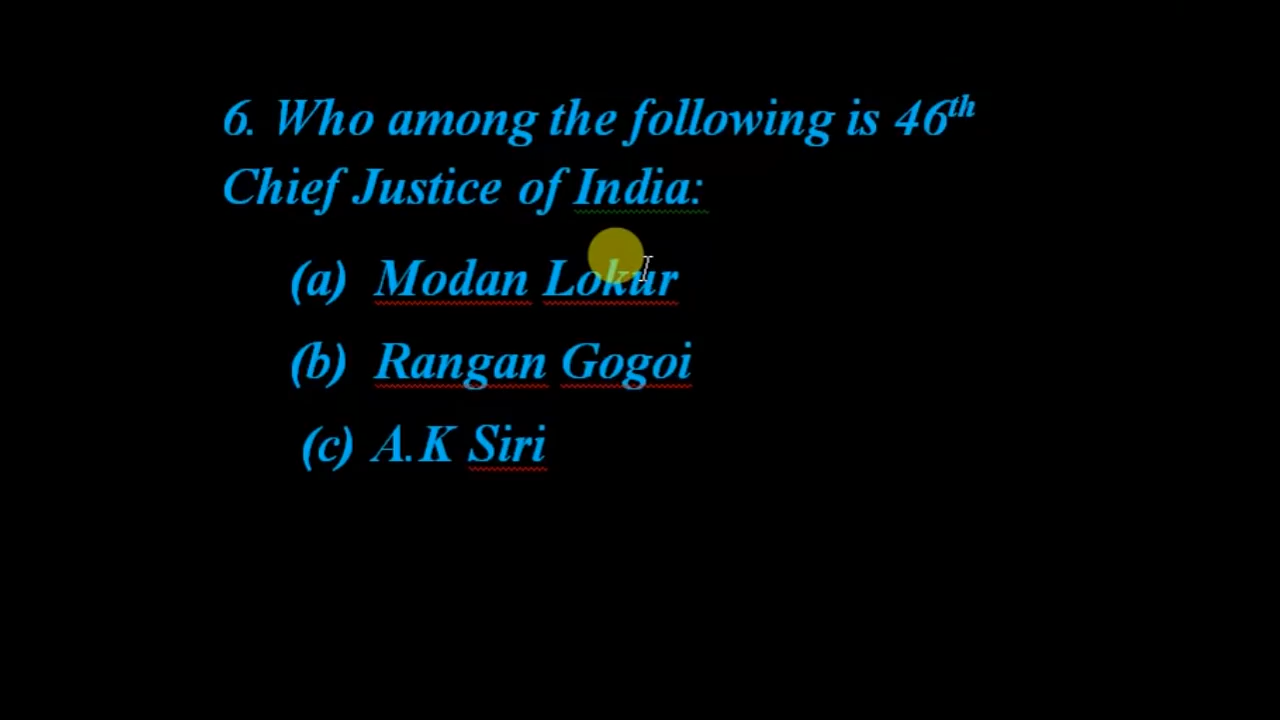 6. Who among the following is 46th
Chief Justice of India:
(a) Modan Lokur
(b) Rangan Gogoi
(c) A.K Siri